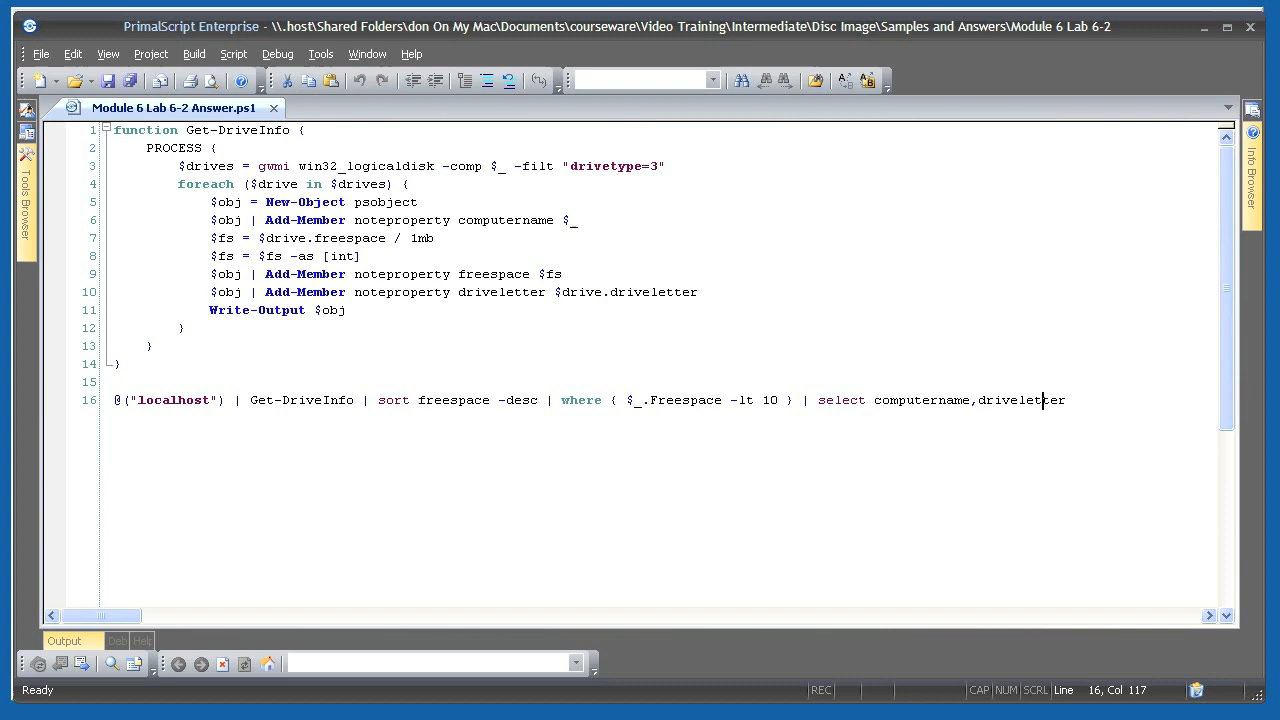 PrimalScript Enterprise - \\.host\Shared Folders\don On My Mac\Documents\courseware\Video Training\Intermediate\Disc Image\Samples and Answers\Module 6 Lab 6-2
File Edit View Project Build Script Debug Tools Window Help
Module 6 Lab 6-2 Answer.ps1
1 function Get-DriveInfo {
2 PROCESS {
3 $drives = gwmi win32_logicaldisk -comp $_ -filt "drivetype=3"
4 foreach ($drive in $drives) {
5 $obj = New-Object psobject
6 $obj | Add-Member noteproperty computername $_
7 $fs = $drive.freespace / 1mb
8 $fs = $fs -as [int]
9 $obj | Add-Member noteproperty freespace $fs
10 $obj | Add-Member noteproperty driveletter $drive.driveletter
11 Write-Output $obj
12 }
13 }
14 }
15
16 @("localhost") | Get-DriveInfo | sort freespace -desc | where { $_.Freespace -lt 10 } | select computername,driveletter
Tools Browser
Info Browser
Output Deb Help
Ready REC CAP NUM SCRL Line 16, Col 117